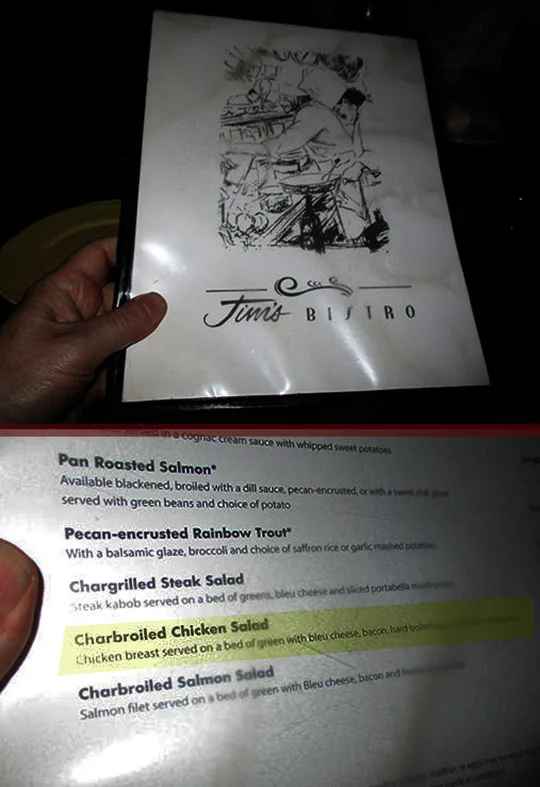 Jim's BISTRO
in a cognac cream sauce with whipped sweet potatoes
Pan Roasted Salmon*
Available blackened, broiled with a dill sauce, pecan-encrusted, or with a sweet chili glaze
served with green beans and choice of potato
Pecan-encrusted Rainbow Trout*
With a balsamic glaze, broccoli and choice of saffron rice or garlic mashed potatoes
Chargrilled Steak Salad
Steak kabob served on a bed of greens, bleu cheese and sliced portabella mushrooms
Charbroiled Chicken Salad
Chicken breast served on a bed of green with bleu cheese, bacon, hard
Charbroiled Salmon Salad
Salmon filet served on a bed of green with Bleu cheese, bacon and